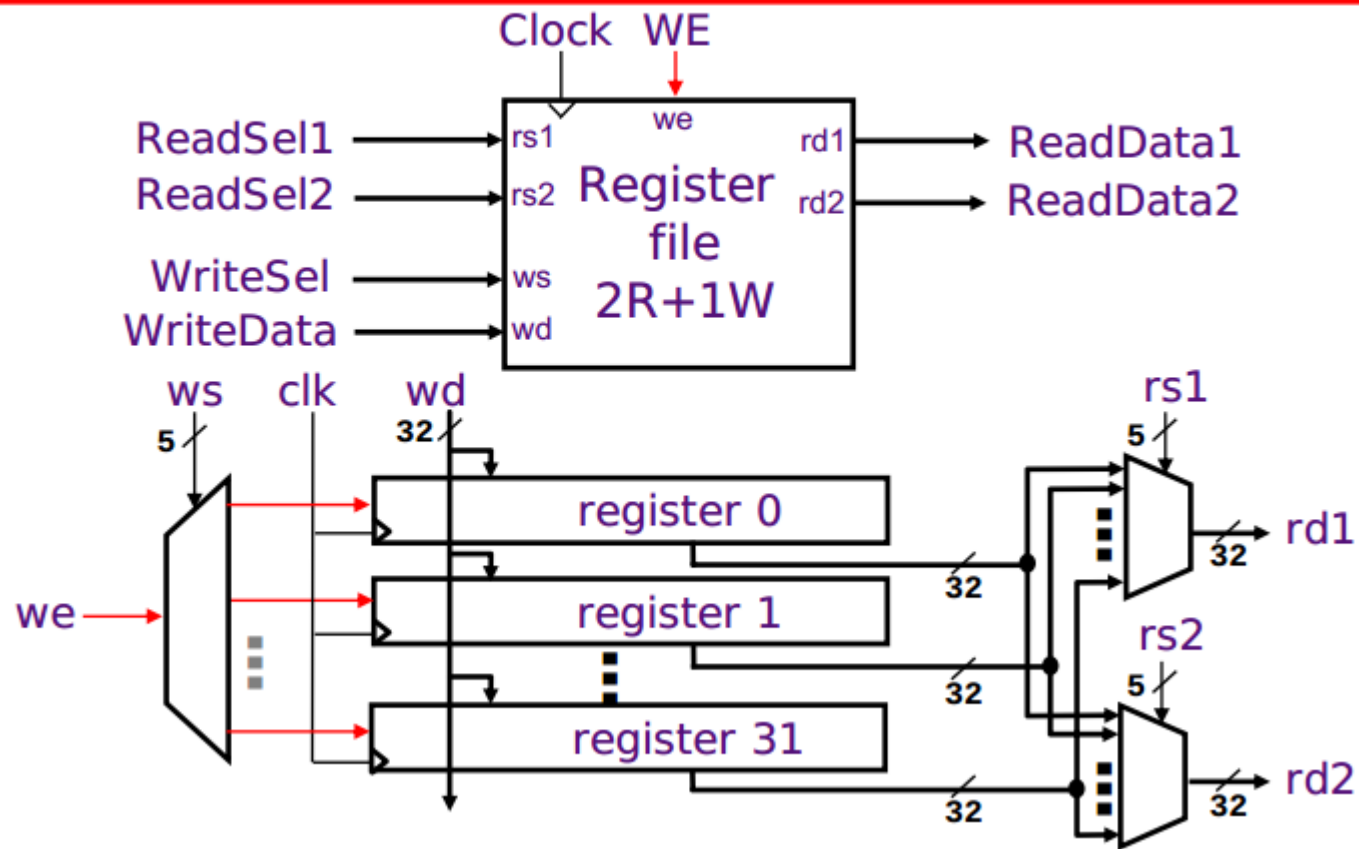 Clock WE
we
ReadSel1 rs1 rd1 ReadData1
ReadSel2 rs2 Register rd2 ReadData2
file
WriteSel ws 2R+1W
WriteData wd
ws clk wd rs1
5 32 5
register 0 rd1
32 32
we register 1 rs2
32 5
register 31 rd2
32 32